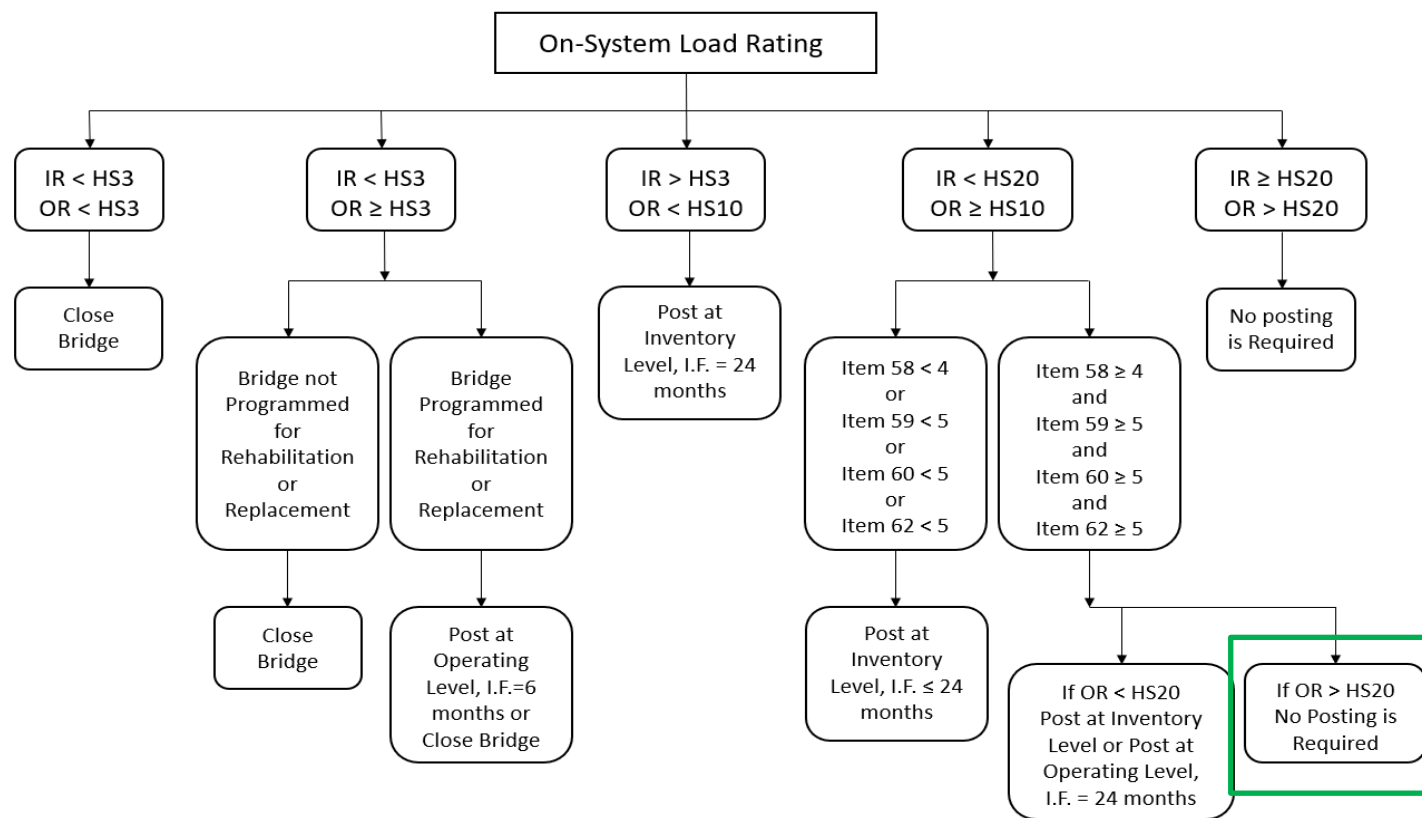 On-System Load Rating
IR < HS3
OR < HS3
IR < HS3
OR ≥ HS3
IR > HS3
OR < HS10
IR < HS20
OR ≥ HS10
IR ≥ HS20
OR > HS20
Close
Bridge
Bridge not
Programmed
for
Rehabilitation
or
Replacement
Bridge
Programmed
for
Rehabilitation
or
Replacement
Post at
Inventory
Level, I.F. = 24
months
Item 58 < 4
or
Item 59 < 5
or
Item 60 < 5
or
Item 62 < 5
Item 58 ≥ 4
and
Item 59 ≥ 5
and
Item 60 ≥ 5
and
Item 62 ≥ 5
No posting
is Required
Close
Bridge
Post at
Operating
Level, I.F.=6
months or
Close Bridge
Post at
Inventory
Level, I.F. ≤ 24
months
If OR < HS20
Post at Inventory
Level or Post at
Operating Level,
I.F. = 24 months
If OR > HS20
No Posting is
Required